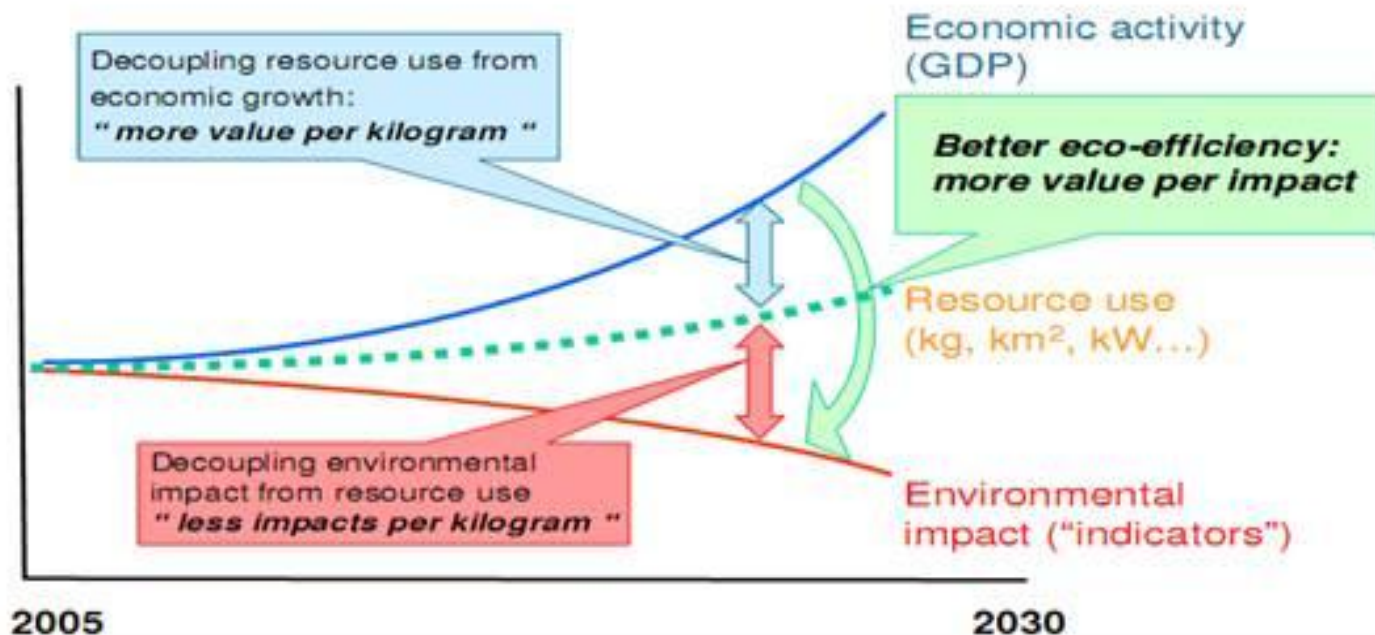 Decoupling resource use from
economic growth:
“ more value per kilogram “
Economic activity
(GDP)
Better eco-efficiency:
more value per impact
Resource use
(kg, km², kW…)
Decoupling environmental
impact from resource use
“ less impacts per kilogram “
Environmental
impact (“indicators”)
2005
2030